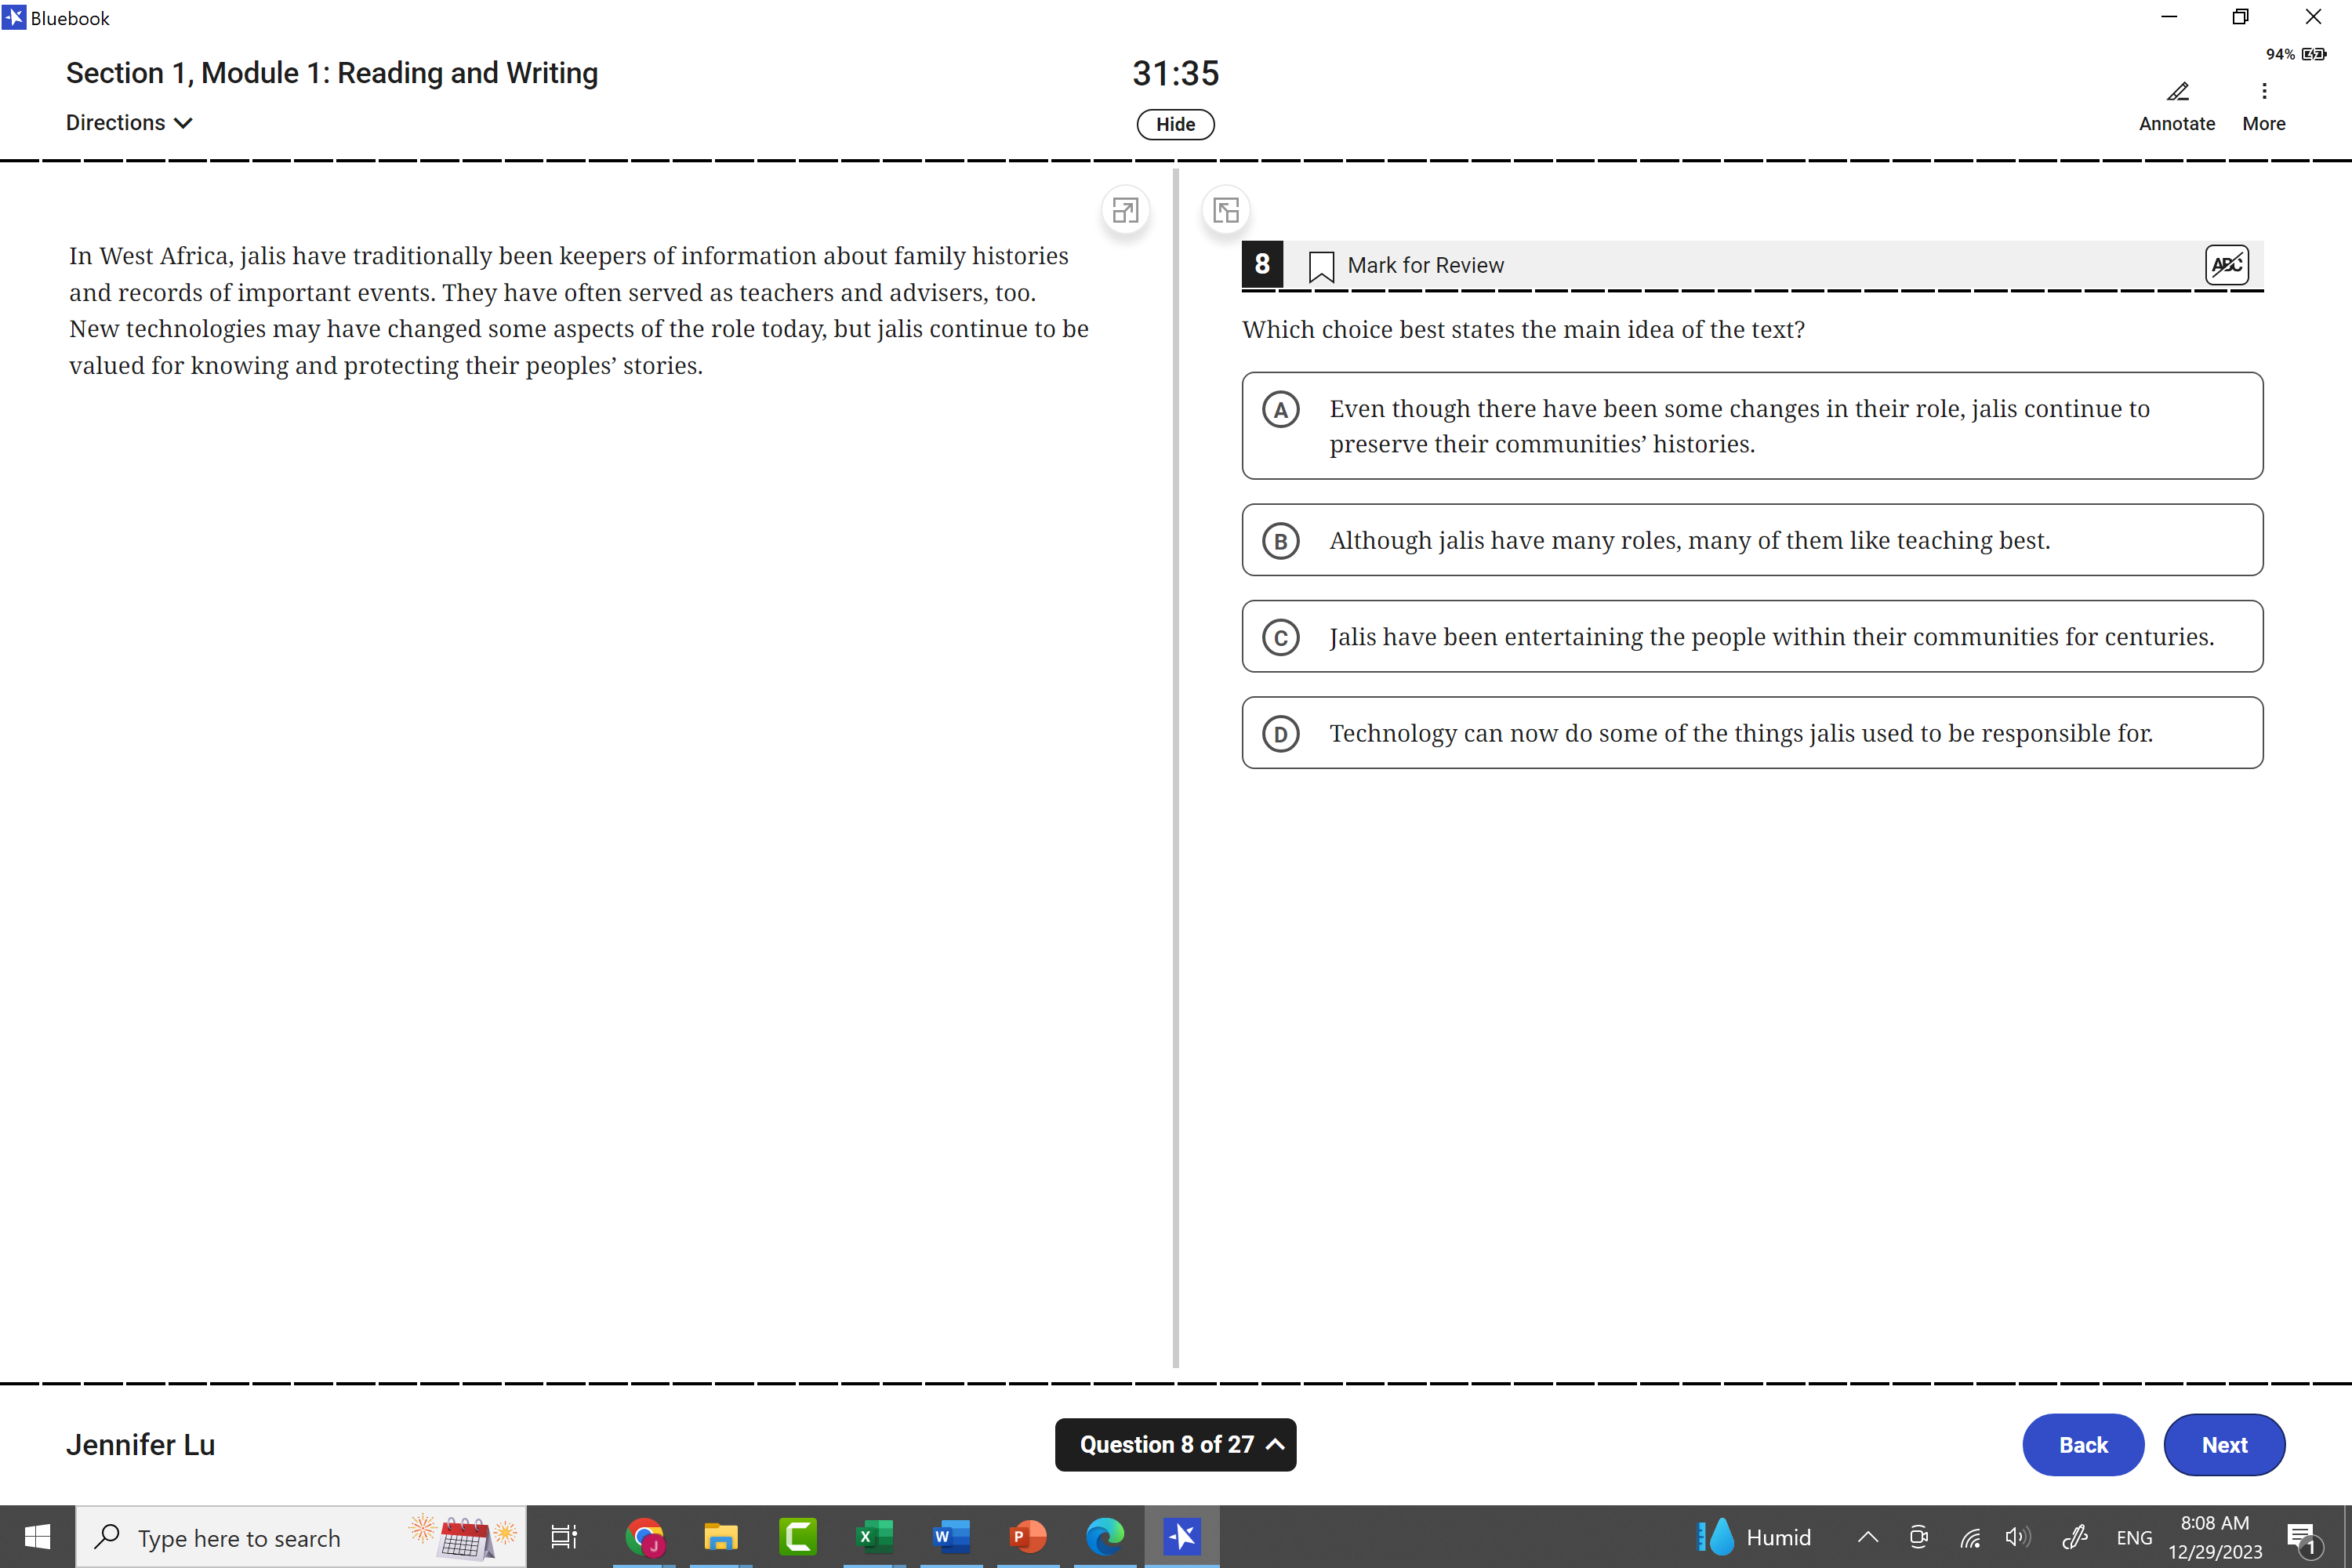 Bluebook
94%
Section 1, Module 1: Reading and Writing
31:35
Directions
Hide
Annotate
More
In West Africa, jalis have traditionally been keepers of information about family histories
and records of important events. They have often served as teachers and advisers, too.
New technologies may have changed some aspects of the role today, but jalis continue to be
valued for knowing and protecting their peoples’ stories.
8
Mark for Review
ABC
Which choice best states the main idea of the text?
A Even though there have been some changes in their role, jalis continue to
preserve their communities’ histories.
B Although jalis have many roles, many of them like teaching best.
C Jalis have been entertaining the people within their communities for centuries.
D Technology can now do some of the things jalis used to be responsible for.
Jennifer Lu
Question 8 of 27
Back
Next
Type here to search
J
X
W
P
Humid
ENG
8:08 AM
12/29/2023
1